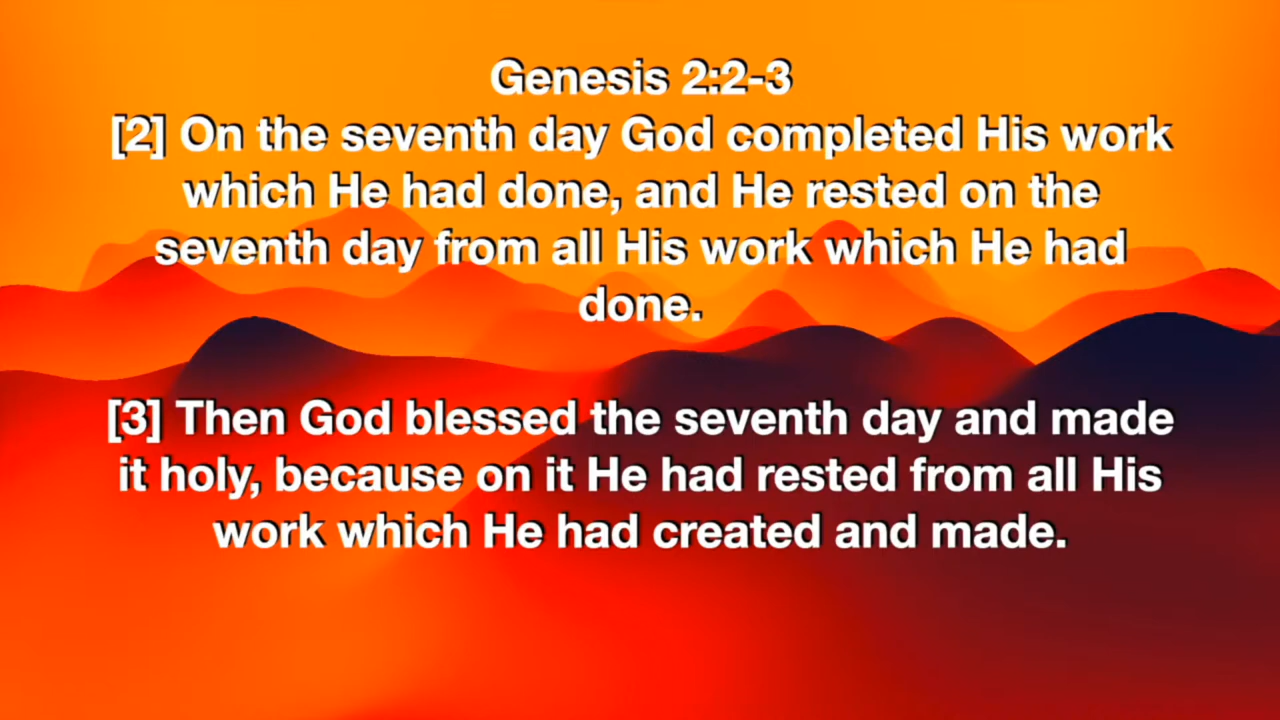 Genesis 2:2-3
[2] On the seventh day God completed His work
which He had done, and He rested on the
seventh day from all His work which He had
done.
[3] Then God blessed the seventh day and made
it holy, because on it He had rested from all His
work which He had created and made.